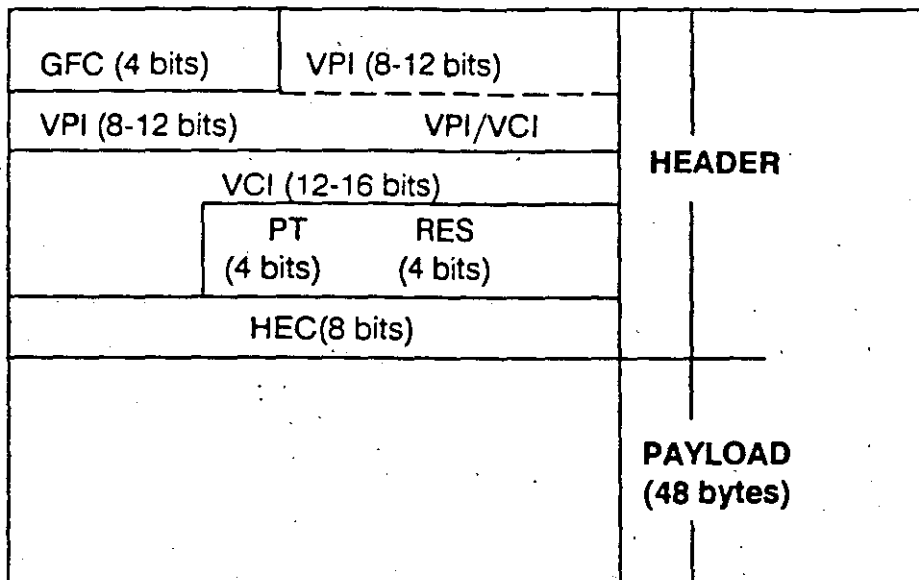 GFC (4 bits) VPI (8-12 bits)
VPI (8-12 bits) VPI/VCI
VCI (12-16 bits)
PT RES
(4 bits) (4 bits)
HEC(8 bits)
HEADER
PAYLOAD
(48 bytes)